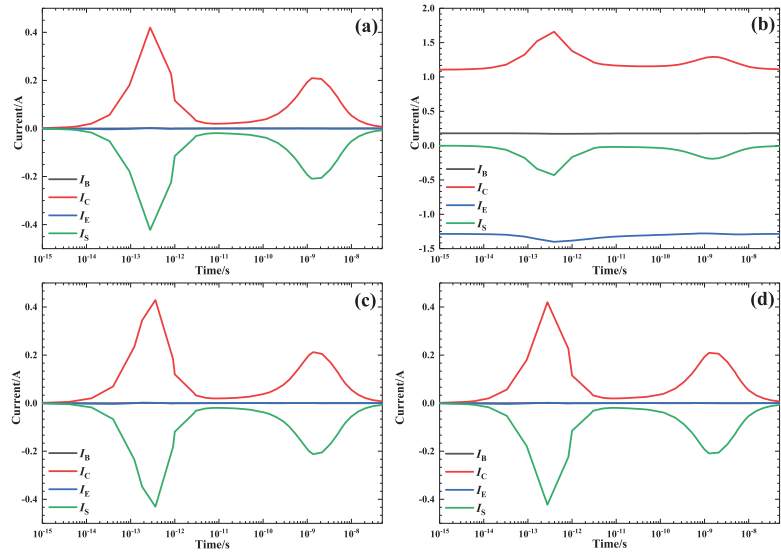 (a)
0.4
0.2
0.0
-0.2
-0.4
Current/A
I_B
I_C
I_E
I_S
10^-15 10^-14 10^-13 10^-12 10^-11 10^-10 10^-9 10^-8
Time/s
(b)
2.0
1.5
1.0
0.5
0.0
-0.5
-1.0
-1.5
Current/A
I_B
I_C
I_E
I_S
10^-15 10^-14 10^-13 10^-12 10^-11 10^-10 10^-9 10^-8
Time/s
(c)
0.4
0.2
0.0
-0.2
-0.4
Current/A
I_B
I_C
I_E
I_S
10^-15 10^-14 10^-13 10^-12 10^-11 10^-10 10^-9 10^-8
Time/s
(d)
0.4
0.2
0.0
-0.2
-0.4
Current/A
I_B
I_C
I_E
I_S
10^-15 10^-14 10^-13 10^-12 10^-11 10^-10 10^-9 10^-8
Time/s